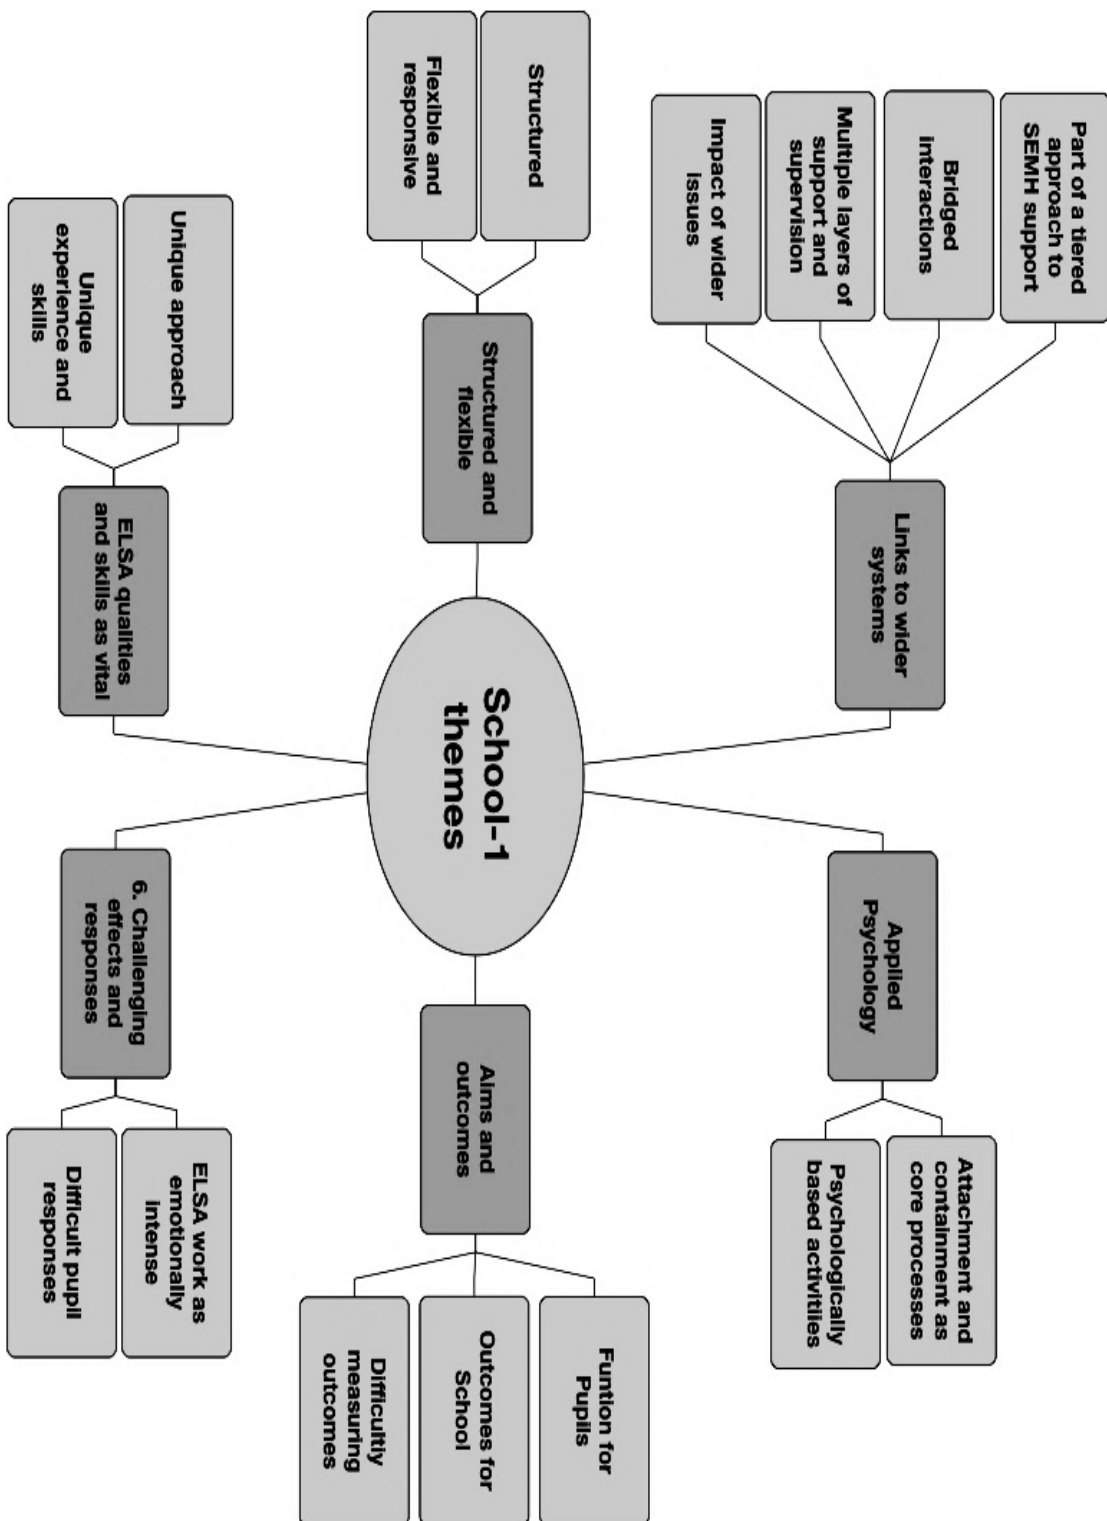 Part of a tiered
approach to
SEMH support
Bridged
interactions
Multiple layers of
support and
supervision
Impact of wider
issues
Links to wider
systems
Applied
Psychology
Attachment and
containment as
core processes
Psychologically
based activitiies
Structured
Flexible and
responsive
Structured and
flexible
School-1
themes
Aims and
outcomes
Funtion for
Pupils
Outcomes for
School
Difficultiy
measuring
outcomes
Unique approach
Unique
experience and
skills
ELSA qualities
and skills as vital
6. Challenging
effects and
responses
ELSA work as
emotionally
intense
Difficult pupil
responses